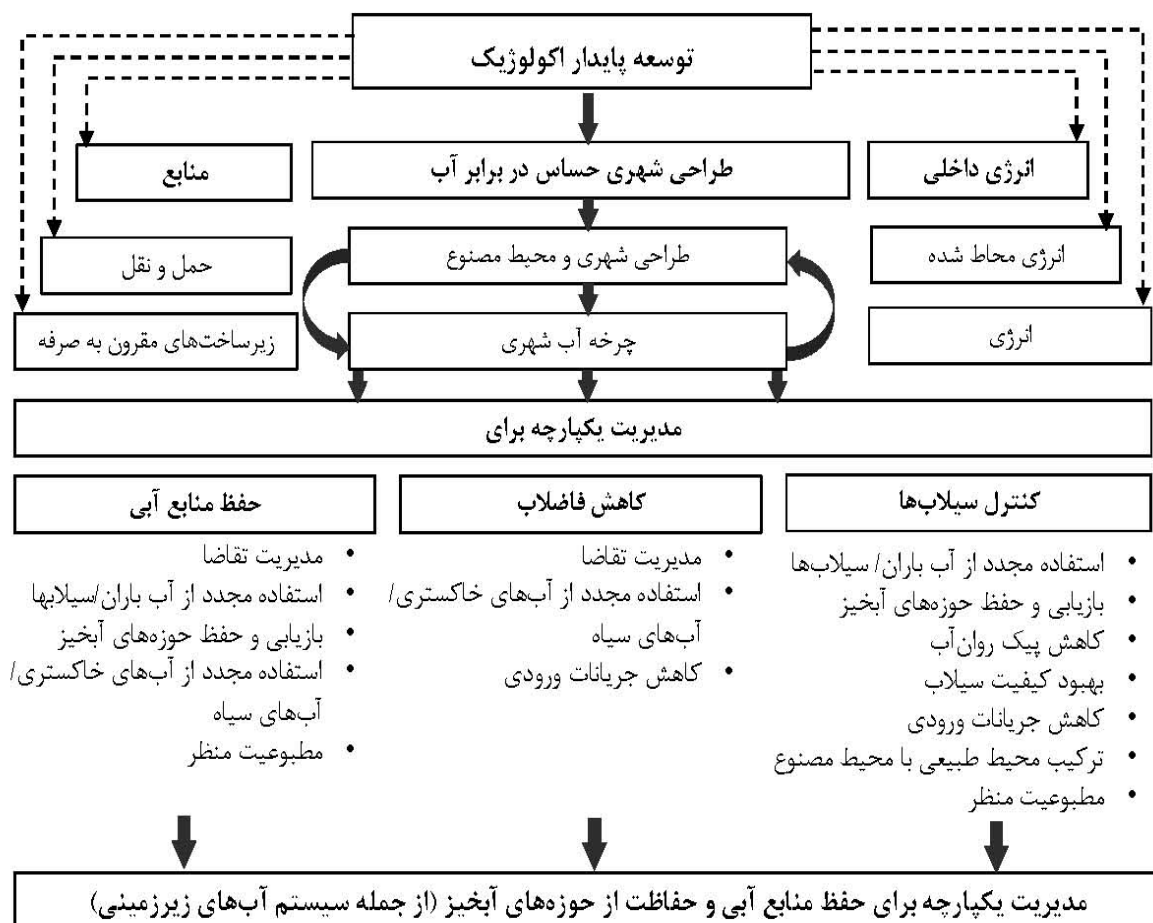 توسعه پایدار اکولوژیک
انرژی داخلی
طراحی شهری حساس در برابر آب
منابع
انرژی محاط شده
طراحی شهری و محیط مصنوع
حمل و نقل
انرژی
چرخه آب شهری
زیرساخت‌های مقرون به صرفه
مدیریت یکپارچه برای
کنترل سیلاب‌ها
• استفاده مجدد از آب باران/ سیلاب‌ها
• بازیابی و حفظ حوزه‌های آبخیز
• کاهش پیک روان‌آب
• بهبود کیفیت سیلاب
• کاهش جریانات ورودی
• ترکیب محیط طبیعی با محیط مصنوع
• مطبوعیت منظر
کاهش فاضلاب
• مدیریت تقاضا
• استفاده مجدد از آب‌های خاکستری/
آب‌های سیاه
• کاهش جریانات ورودی
حفظ منابع آبی
• مدیریت تقاضا
• استفاده مجدد از آب باران/سیلابها
• بازیابی و حفظ حوزه‌های آبخیز
• استفاده مجدد از آب‌های خاکستری/
آب‌های سیاه
• مطبوعیت منظر
مدیریت یکپارچه برای حفظ منابع آبی و حفاظت از حوزه‌های آبخیز (از جمله سیستم آب‌های زیرزمینی)